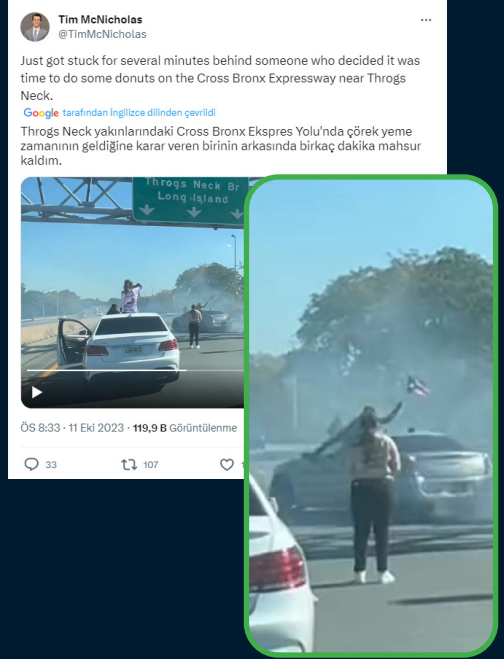 Tim McNicholas
@TimMcNicholas
Just got stuck for several minutes behind someone who decided it was
time to do some donuts on the Cross Bronx Expressway near Throgs
Neck.
Google tarafından İngilizce dilinden çevrildi
Throgs Neck yakınlarındaki Cross Bronx Ekspres Yolu'nda çörek yeme
zamanının geldiğine karar veren birinin arkasında birkaç dakika mahsur
kaldım.
Throgs Neck Br
Long Island
ÖS 8:33 · 11 Eki 2023 · 119,9 B Görüntülenme
33
107